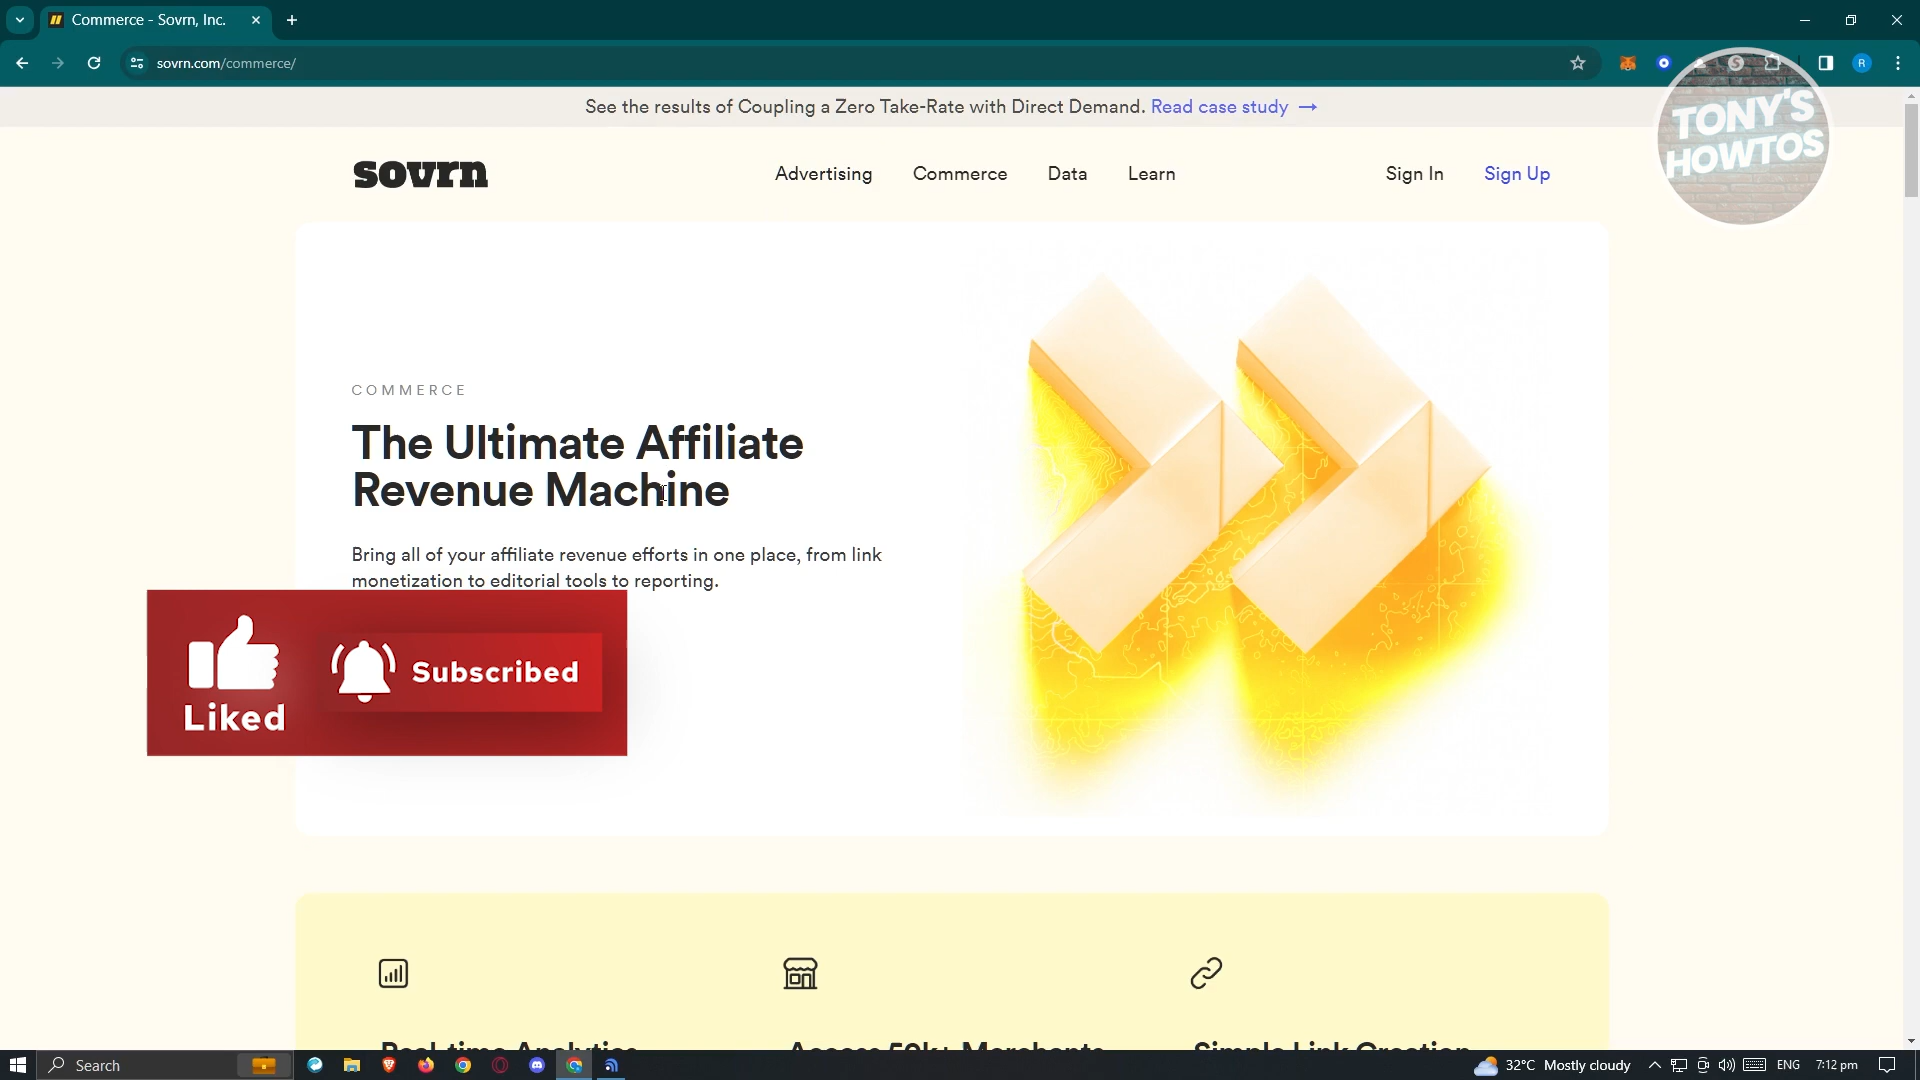 Commerce - Sovrn, Inc.
sovrn.com/commerce/
R
See the results of Coupling a Zero Take-Rate with Direct Demand. Read case study →
TONY'S
HOWTOS
sovrn
Advertising
Commerce
Data
Learn
Sign In
Sign Up
COMMERCE
The Ultimate Affiliate
Revenue Machine
Bring all of your affiliate revenue efforts in one place, from link
monetization to editorial tools to reporting.
Liked
Subscribed
Real-time Analytics
Access 50k+ Merchants
Simple Link Creation
Search
32°C Mostly cloudy
ENG
7:12 pm